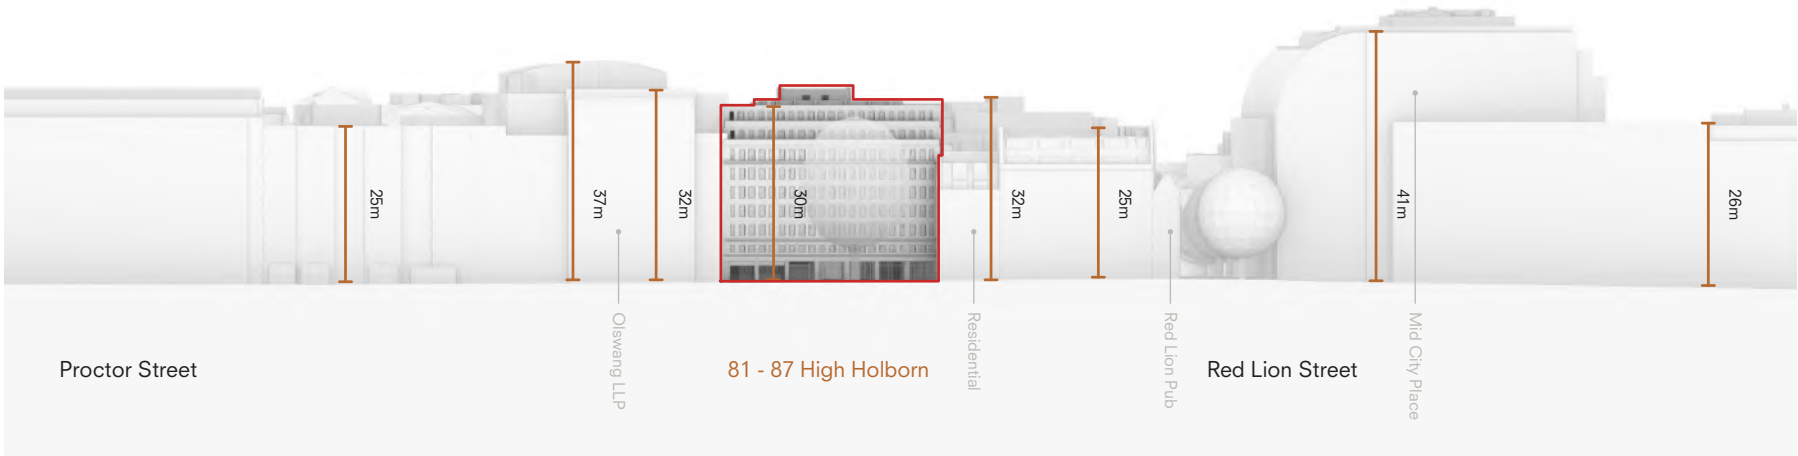 25m
37m
32m
30m
32m
25m
41m
26m
Olswang LLP
Residential
Red Lion Pub
Mid City Place
Proctor Street
81 - 87 High Holborn
Red Lion Street